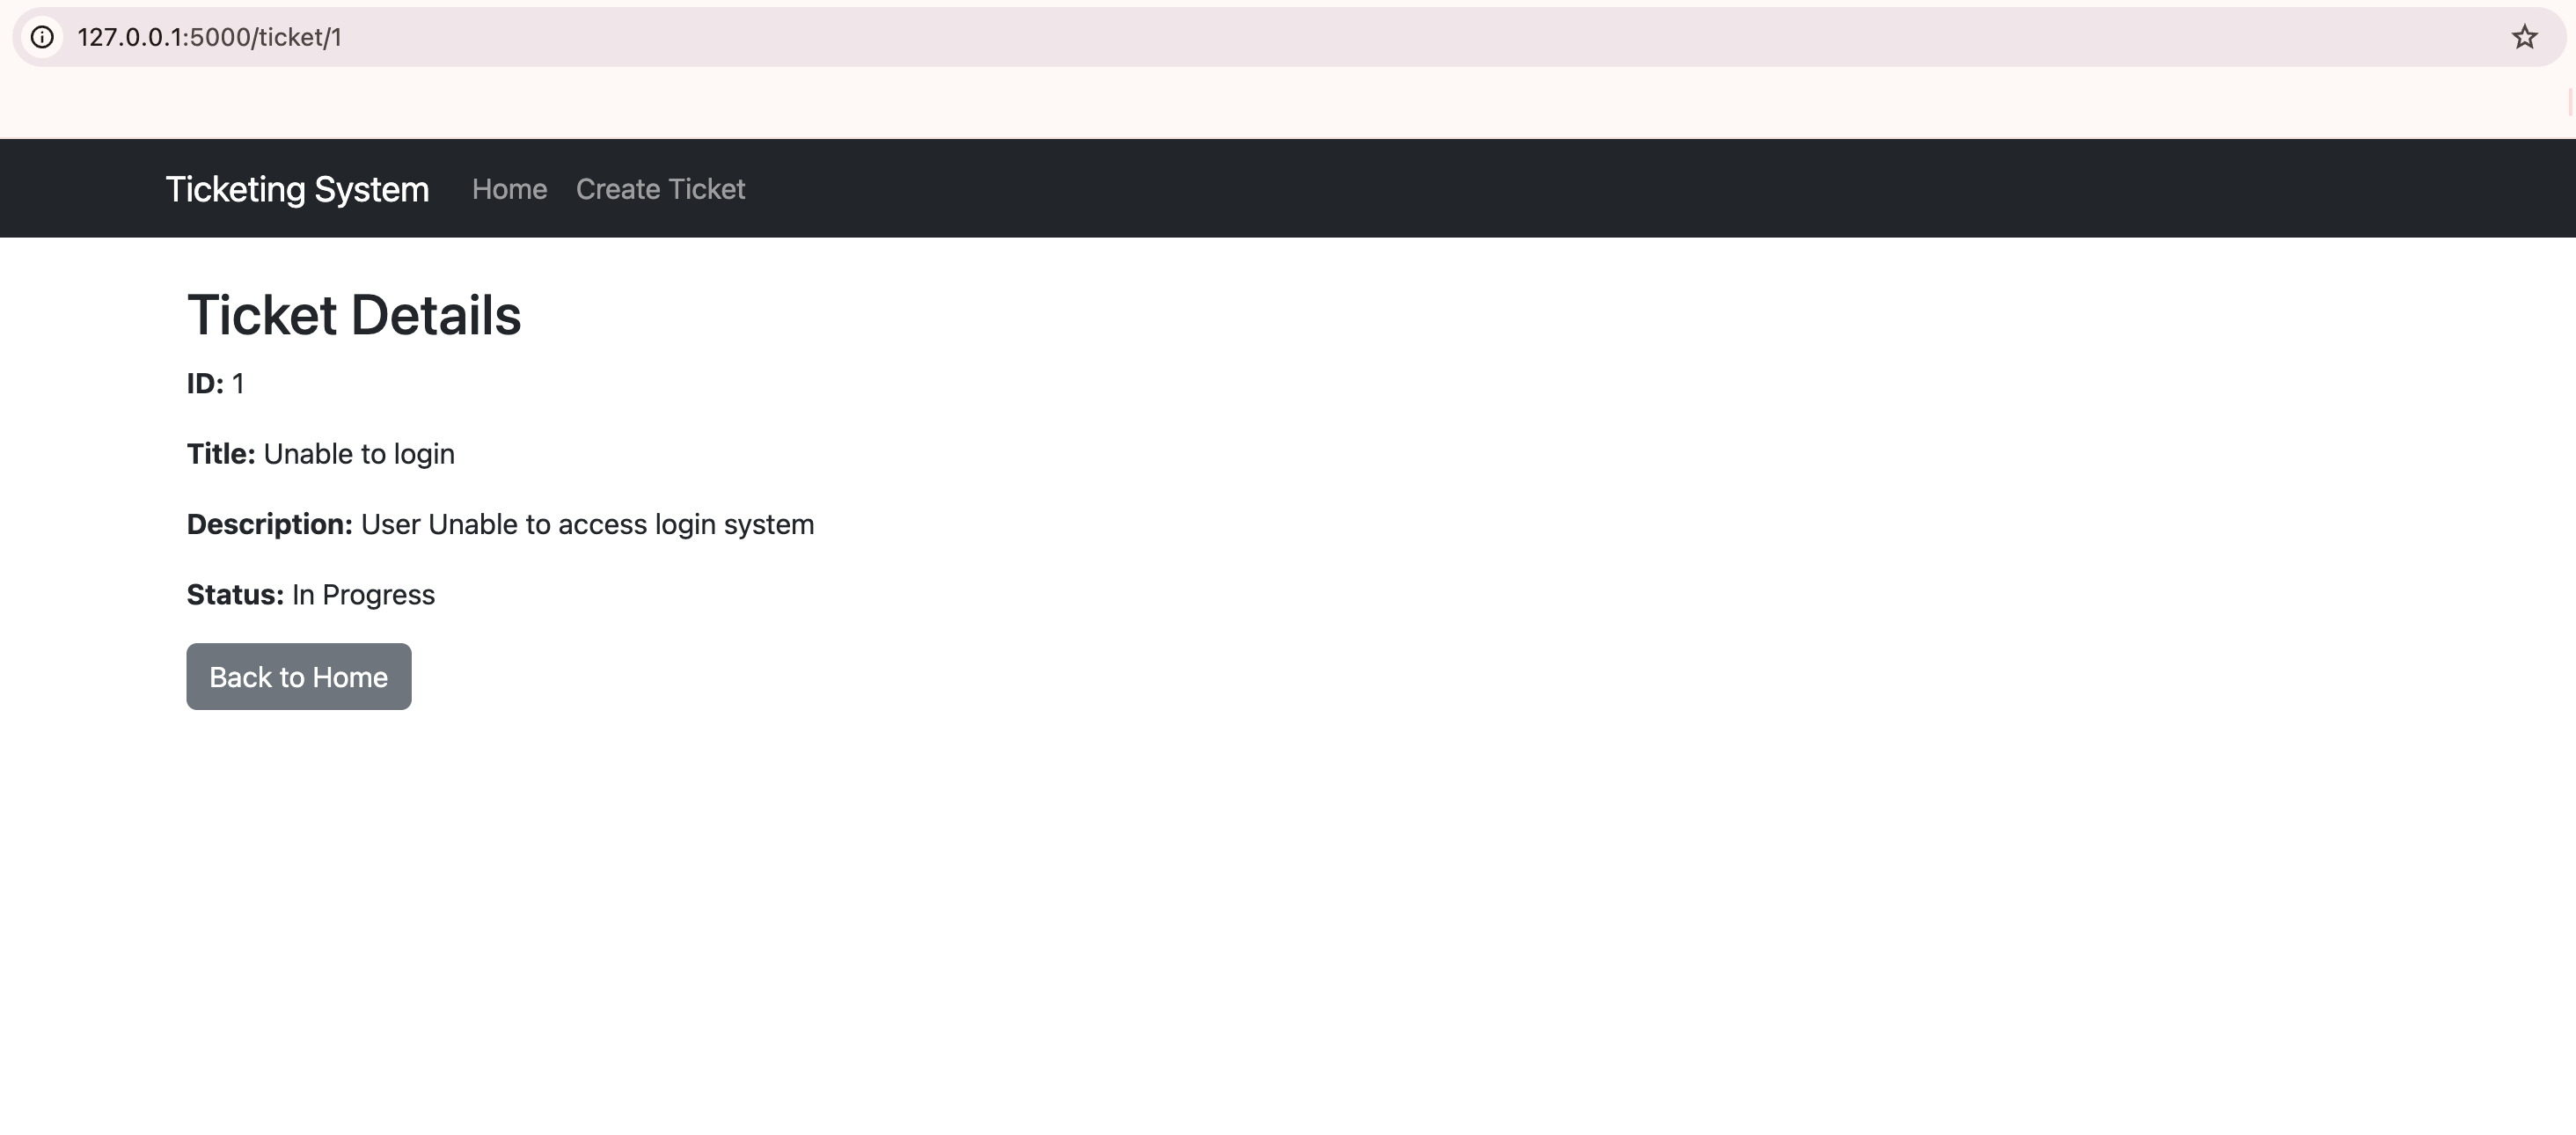 127.0.0.1:5000/ticket/1
Ticketing System Home Create Ticket
Ticket Details
ID: 1
Title: Unable to login
Description: User Unable to access login system
Status: In Progress
Back to Home